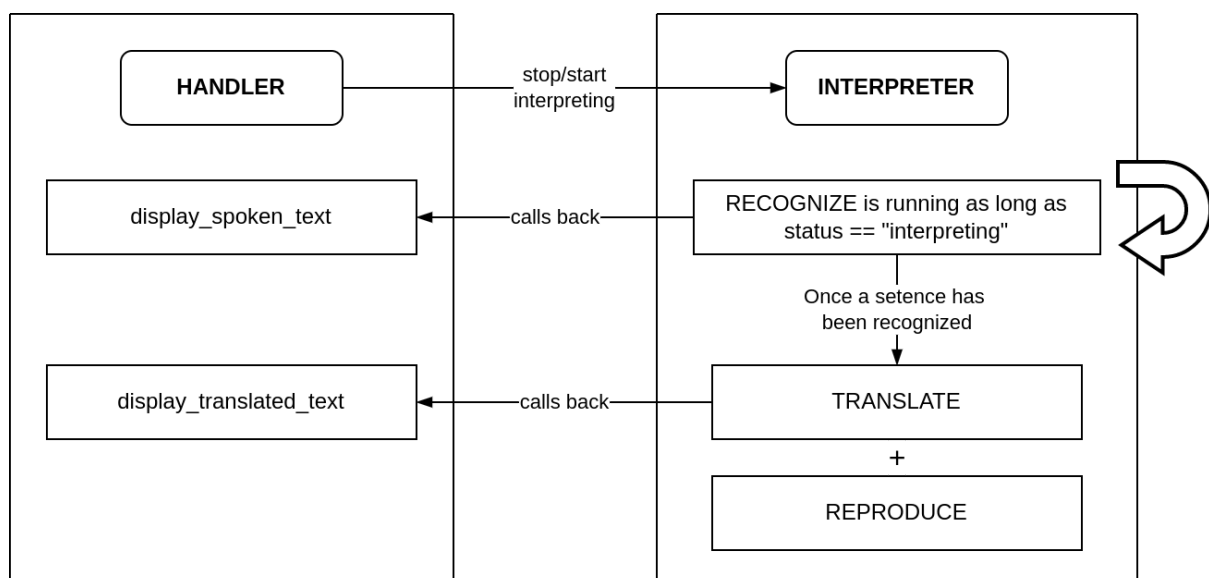 HANDLER
stop/start
interpreting
INTERPRETER
display_spoken_text
calls back
RECOGNIZE is running as long as
status == "interpreting"
Once a setence has
been recognized
display_translated_text
calls back
TRANSLATE
+
REPRODUCE